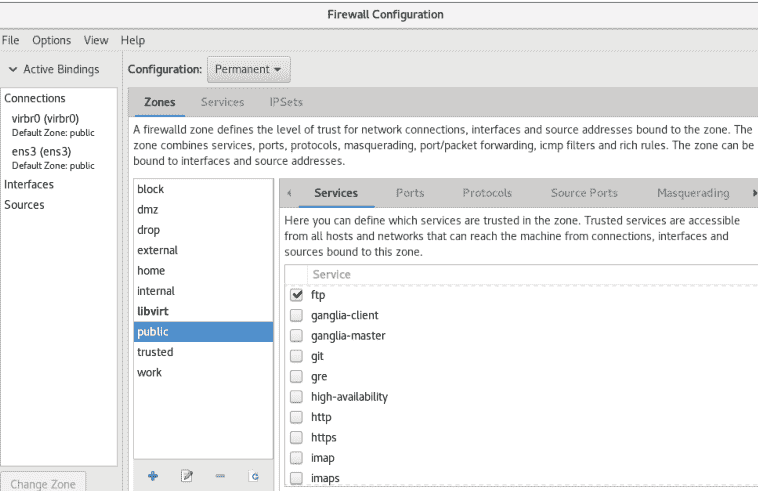 Firewall Configuration
File Options View Help
Active Bindings
Configuration: Permanent
Connections
virbr0 (virbr0)
Default Zone: public
ens3 (ens3)
Default Zone: public
Interfaces
Sources
Change Zone
Zones Services IPSets
A firewalld zone defines the level of trust for network connections, interfaces and source addresses bound to the zone. The
zone combines services, ports, protocols, masquerading, port/packet forwarding, icmp filters and rich rules. The zone can be
bound to interfaces and source addresses.
block
dmz
drop
external
home
internal
libvirt
public
trusted
work
Services Ports Protocols Source Ports Masquerading
Here you can define which services are trusted in the zone. Trusted services are accessible
from all hosts and networks that can reach the machine from connections, interfaces and
sources bound to this zone.
Service
ftp
ganglia-client
ganglia-master
git
gre
high-availability
http
https
imap
imaps